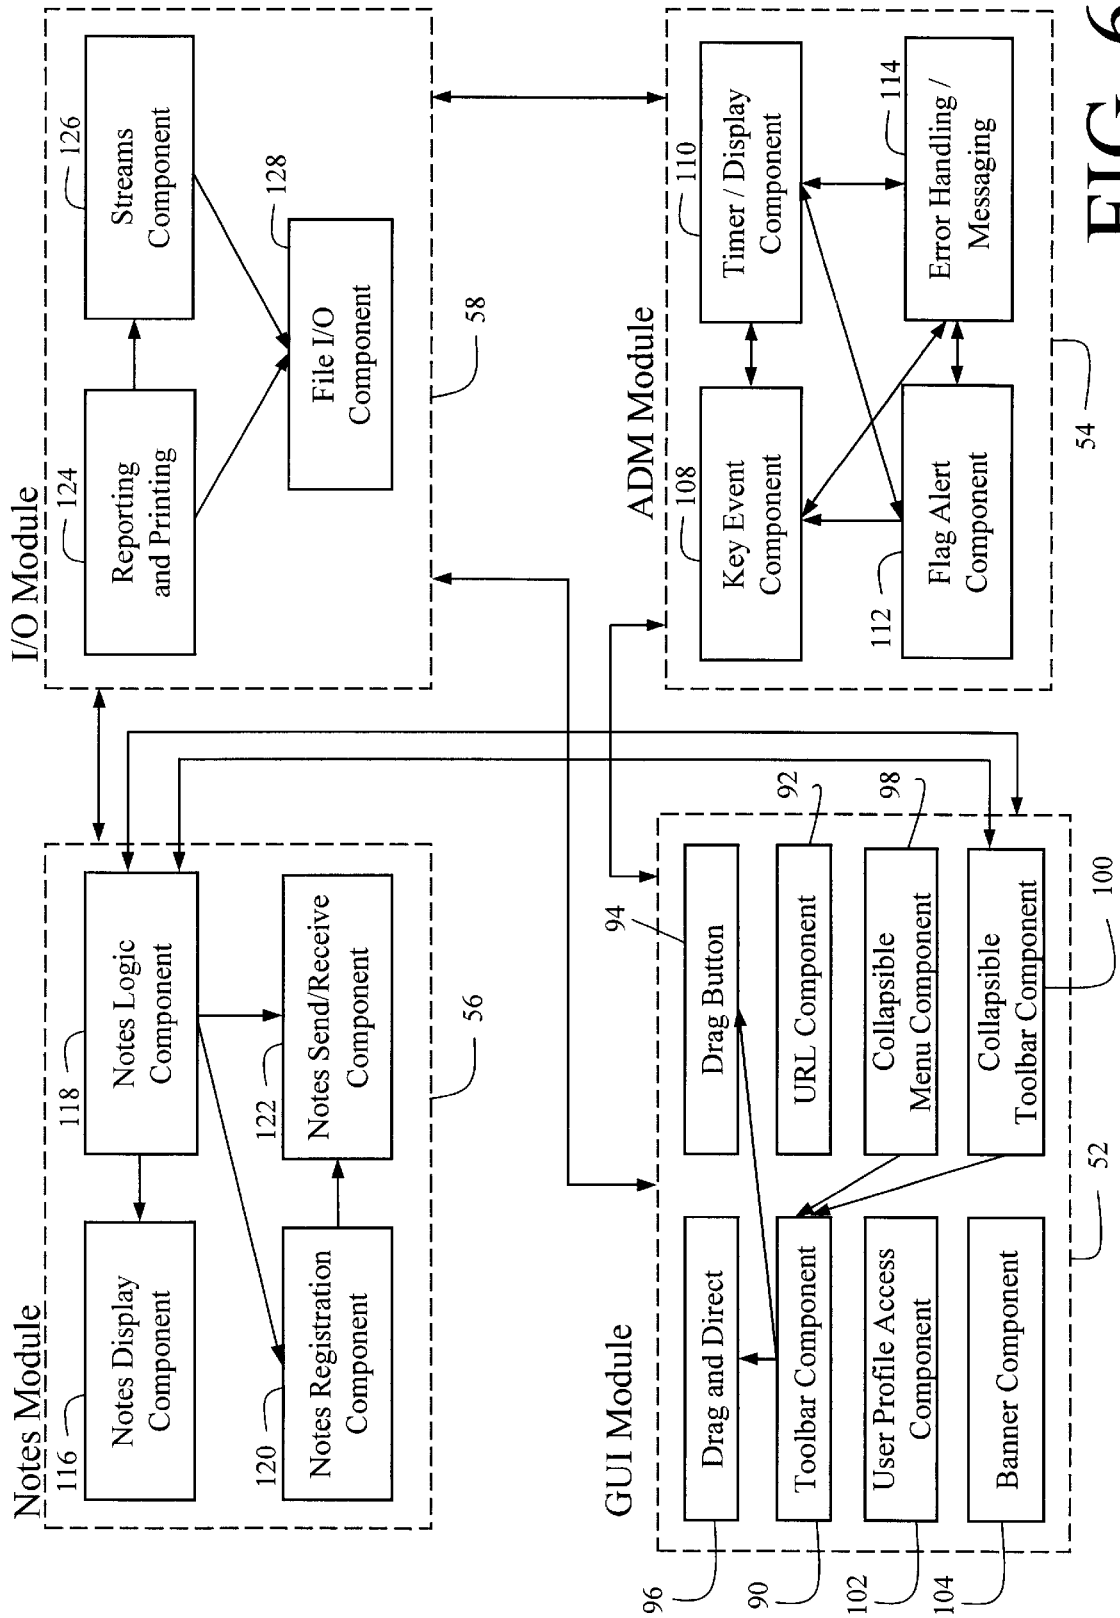 Notes Module
116
Notes Display
Component
118
Notes Logic
Component
120
Notes Registration
Component
122
Notes Send/Receive
Component
56
I/O Module
124
Reporting
and Printing
126
Streams
Component
128
File I/O
Component
58
GUI Module
96
Drag and Direct
94
Drag Button
90
Toolbar Component
92
URL Component
102
User Profile Access
Component
98
Collapsible
Menu Component
104
Banner Component
100
Collapsible
Toolbar Component
52
ADM Module
108
Key Event
Component
110
Timer / Display
Component
112
Flag Alert
Component
114
Error Handling /
Messaging
54
FIG. 6